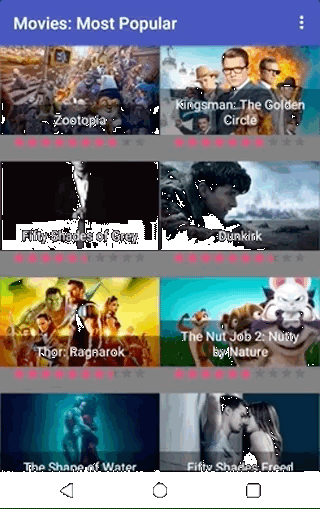 Movies: Most Popular
Zootopia
Kingsman: The Golden
Circle
Fifty Shades of Grey
Dunkirk
Thor: Ragnarok
The Nut Job 2: Nutty
by Nature
The Shape of Water
Fifty Shades Freed